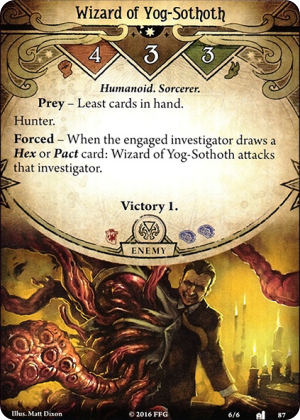 Wizard of Yog-Sothoth
4 3 3
Humanoid. Sorcerer.
Prey – Least cards in hand.
Hunter.
Forced – When the engaged investigator draws a
Hex or Pact card: Wizard of Yog-Sothoth attacks
that investigator.
Victory 1.
ENEMY
Illus. Matt Dixon
© 2016 FFG
6/6
87